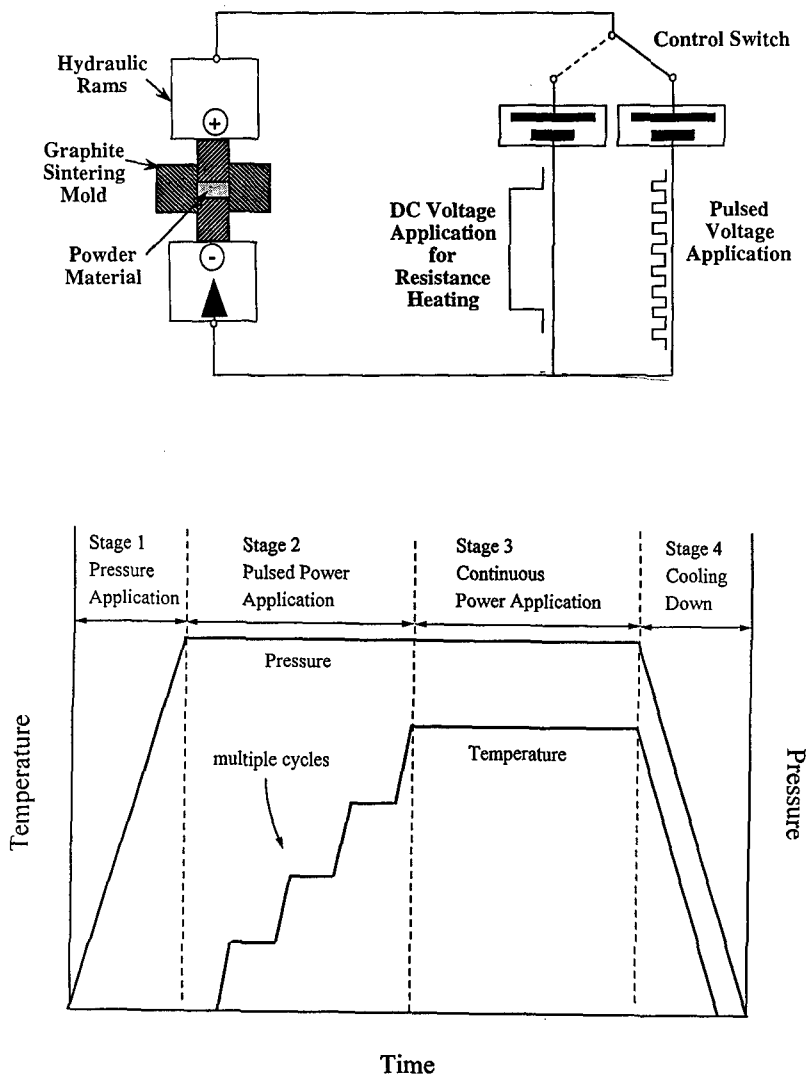 Control Switch
Hydraulic
Rams
+
Graphite
Sintering
Mold
Powder
Material
-
DC Voltage
Application
for
Resistance
Heating
Pulsed
Voltage
Application
Stage 1
Pressure
Application
Stage 2
Pulsed Power
Application
Stage 3
Continuous
Power Application
Stage 4
Cooling
Down
Pressure
multiple cycles
Temperature
Temperature
Pressure
Time